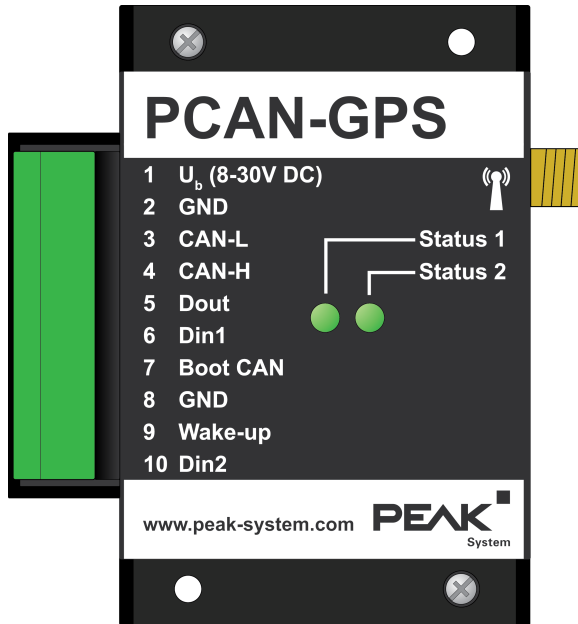 PCAN-GPS
1 Ub (8-30V DC)
2 GND
3 CAN-L
4 CAN-H
5 Dout
6 Din1
7 Boot CAN
8 GND
9 Wake-up
10 Din2
Status 1
Status 2
www.peak-system.com
PEAK
System